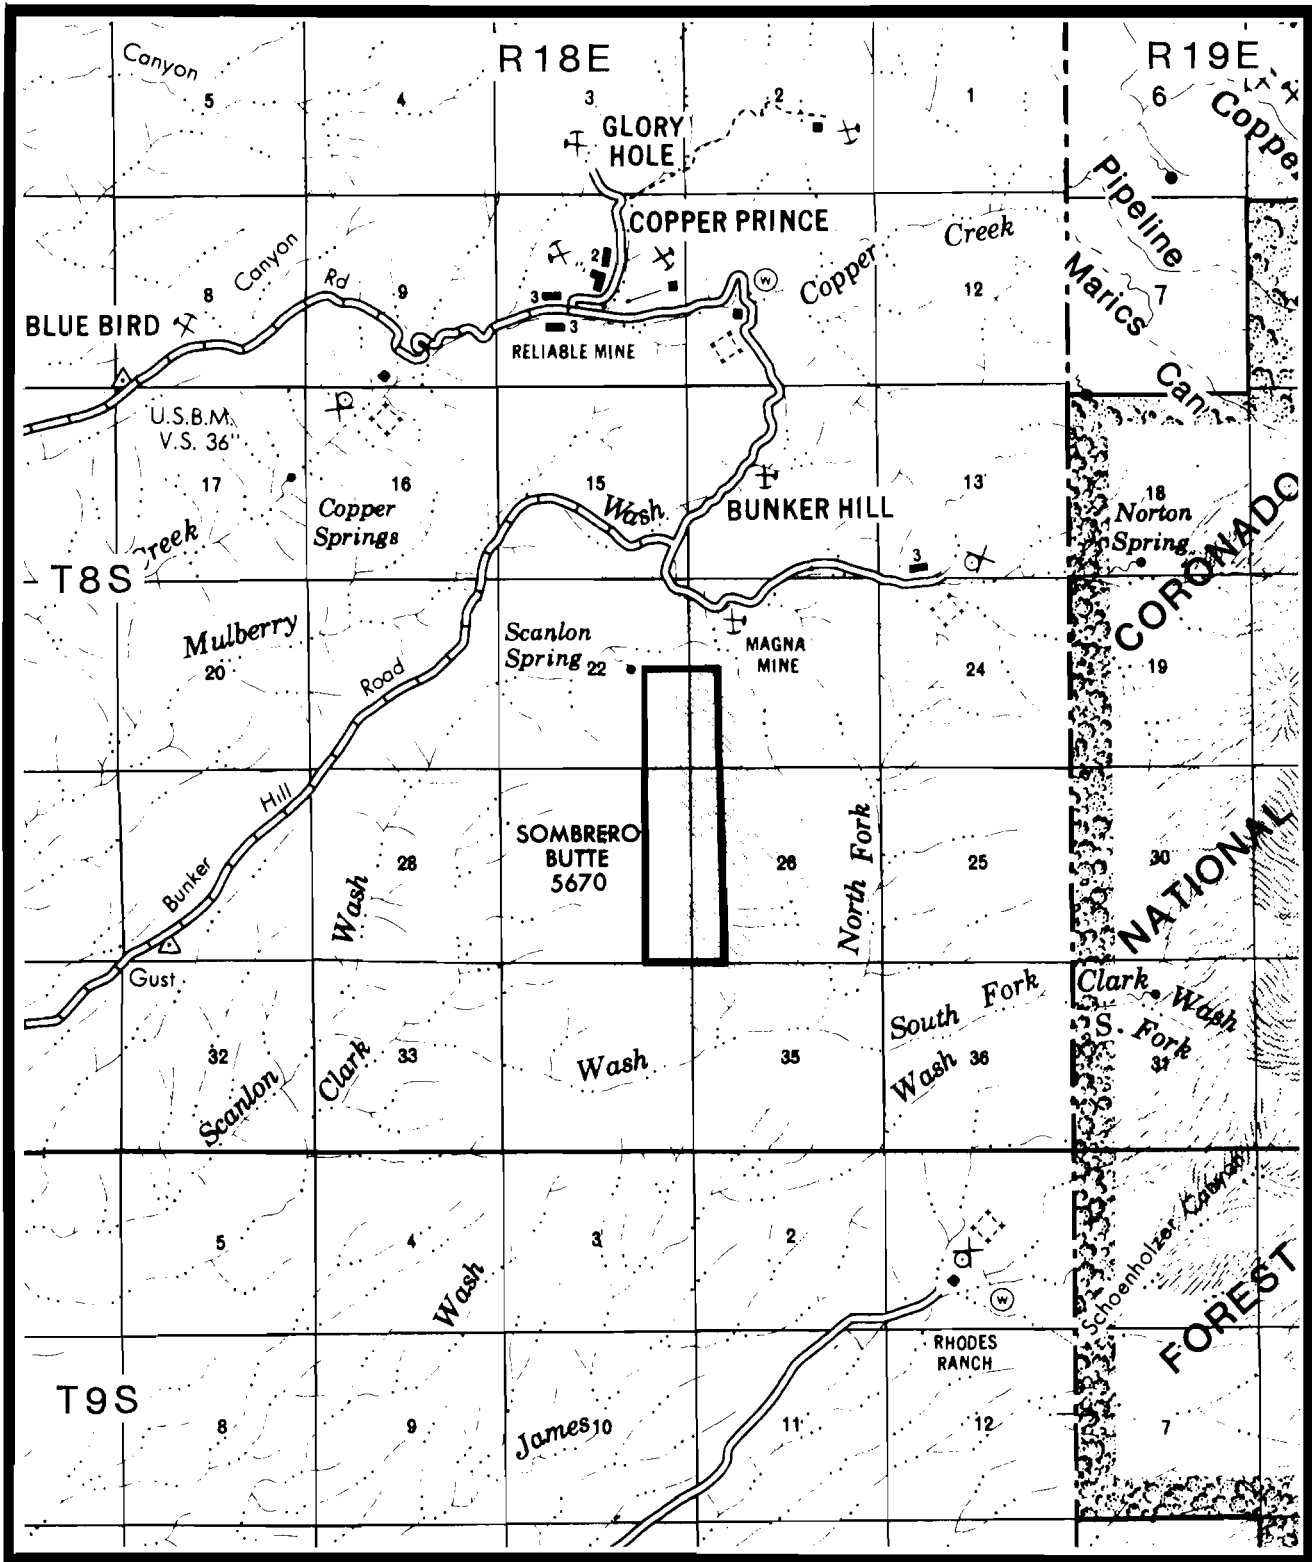 R18E
R19E
Canyon
5
4
3
2
1
6
Coppe
GLORY
HOLE
Pipeline
COPPER PRINCE
Canyon
Rd
Copper
Creek
Marics
8
9
2
3
3
W
12
7
BLUE BIRD
RELIABLE MINE
Can
U.S.B.M.
V.S. 36"
17
16
15
13
18
Copper
Springs
Wash
BUNKER HILL
Norton
Spring
Creek
3
T8S
CORONADO
Mulberry
20
Road
Scanlon
Spring
22
MAGNA
MINE
24
19
Hill
SOMBRERO
BUTTE
5670
Bunker
28
Wash
26
North Fork
25
30
NATIONAL
Gust
South Fork
Clark Wash
S. Fork
32
33
Scanlon
Clark
Wash
35
Wash
36
31
5
4
3
2
Wash
Schoenholzer Canyon
W
RHODES
RANCH
FOREST
T9S
8
9
James
10
11
12
7